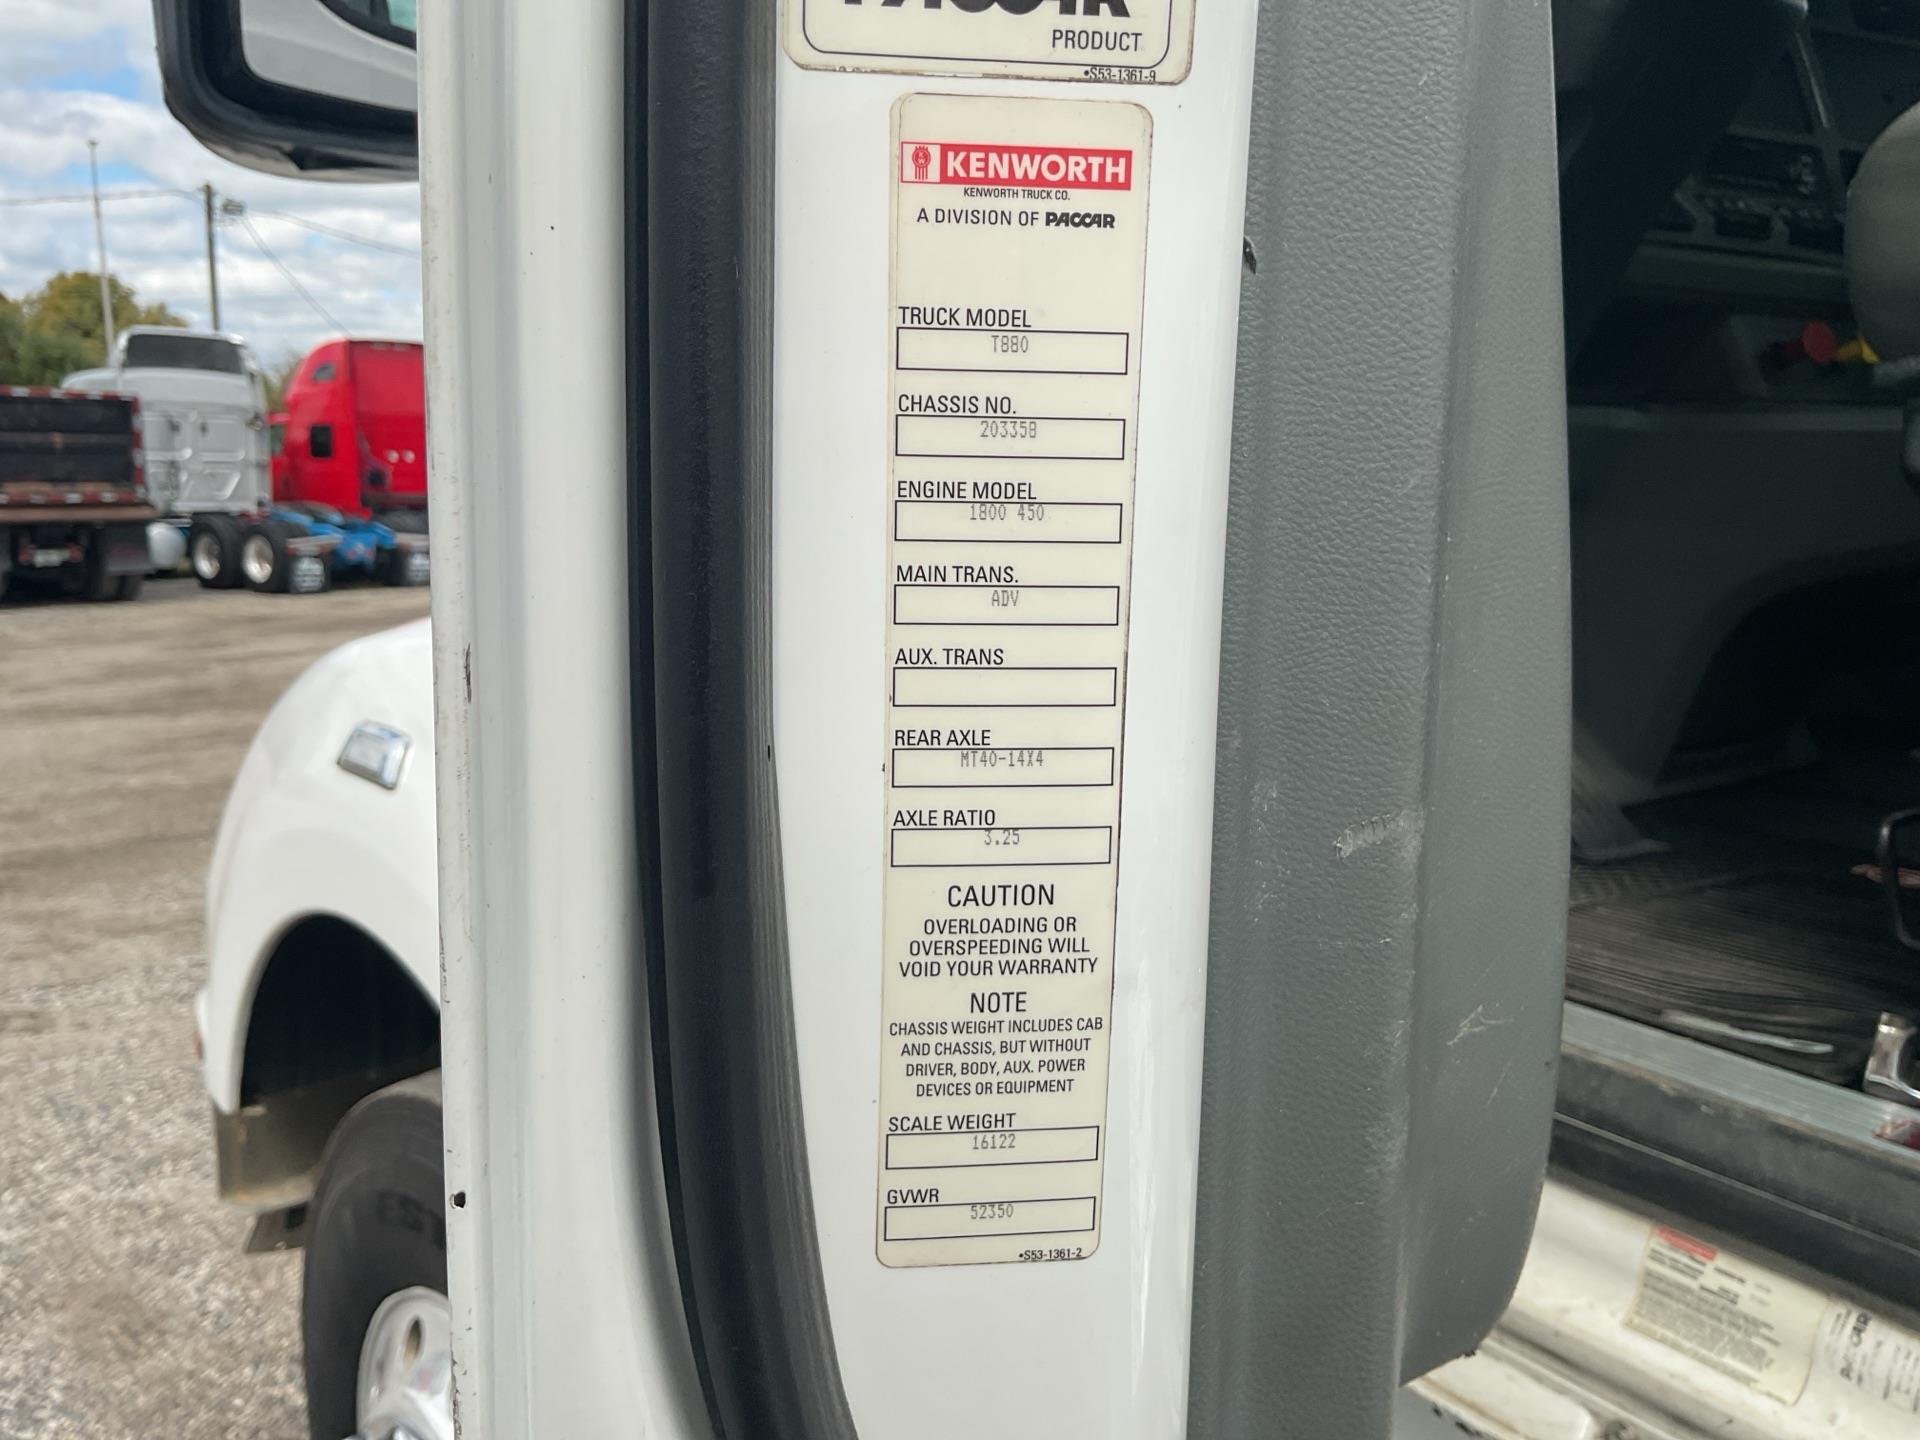 PACCAR
PRODUCT
•S53-1361-9
KENWORTH
KENWORTH TRUCK CO.
A DIVISION OF PACCAR
TRUCK MODEL
T880
CHASSIS NO.
203358
ENGINE MODEL
1800 450
MAIN TRANS.
ADV
AUX. TRANS
REAR AXLE
MT40-14X4
AXLE RATIO
3.25
CAUTION
OVERLOADING OR
OVERSPEEDING WILL
VOID YOUR WARRANTY
NOTE
CHASSIS WEIGHT INCLUDES CAB
AND CHASSIS, BUT WITHOUT
DRIVER, BODY, AUX. POWER
DEVICES OR EQUIPMENT
SCALE WEIGHT
16122
GVWR
52350
•S53-1361-2
PACCAR